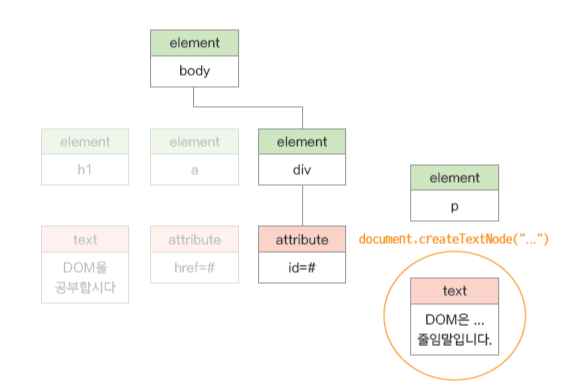 element
body
element
h1
element
a
element
div
element
p
text
DOM을
공부합시다
attribute
href=#
attribute
id=#
document.createTextNode("...")
text
DOM은 ...
줄임말입니다.